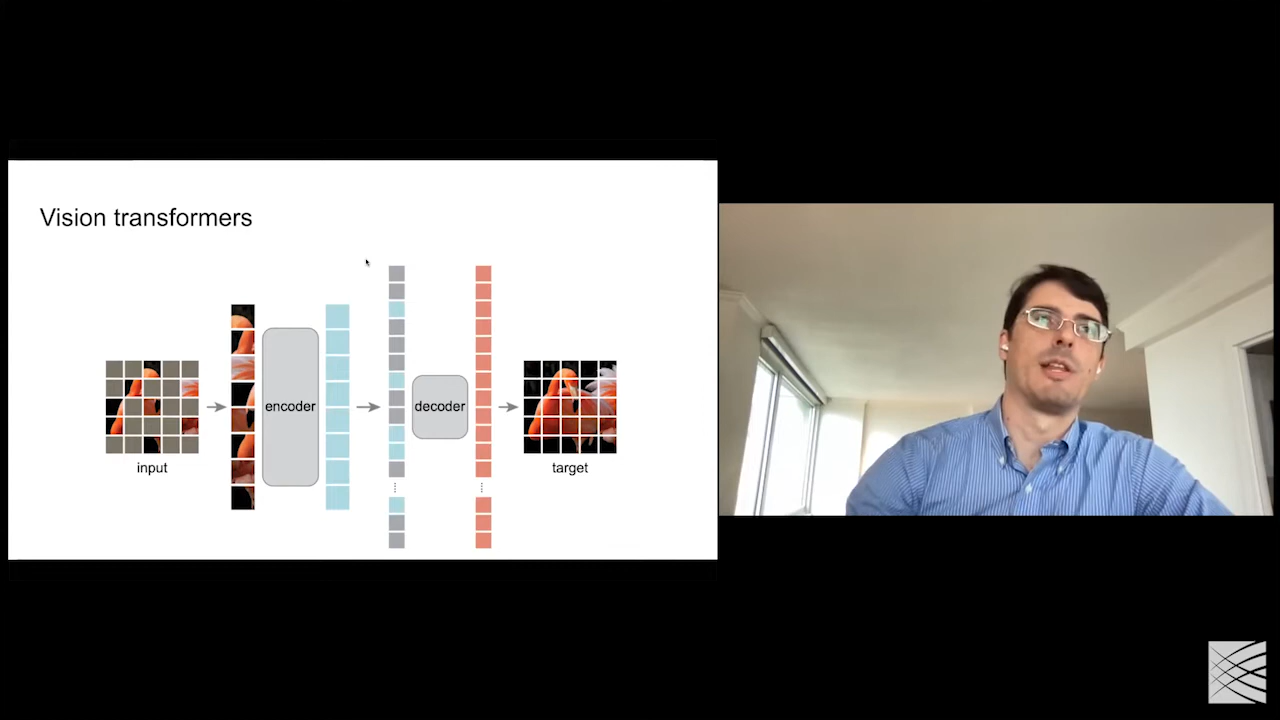 Vision transformers
encoder
decoder
input
target